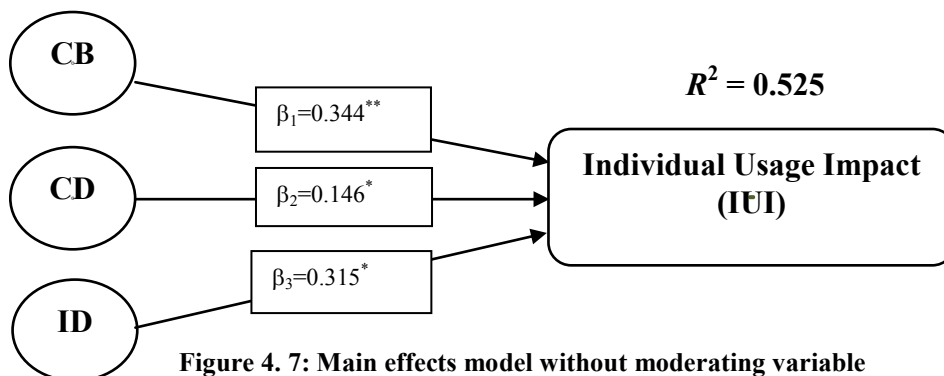 CB
R² = 0.525
β₁=0.344**
Individual Usage Impact
(IUI)
CD
β₂=0.146*
β₃=0.315*
ID
Figure 4. 7: Main effects model without moderating variable